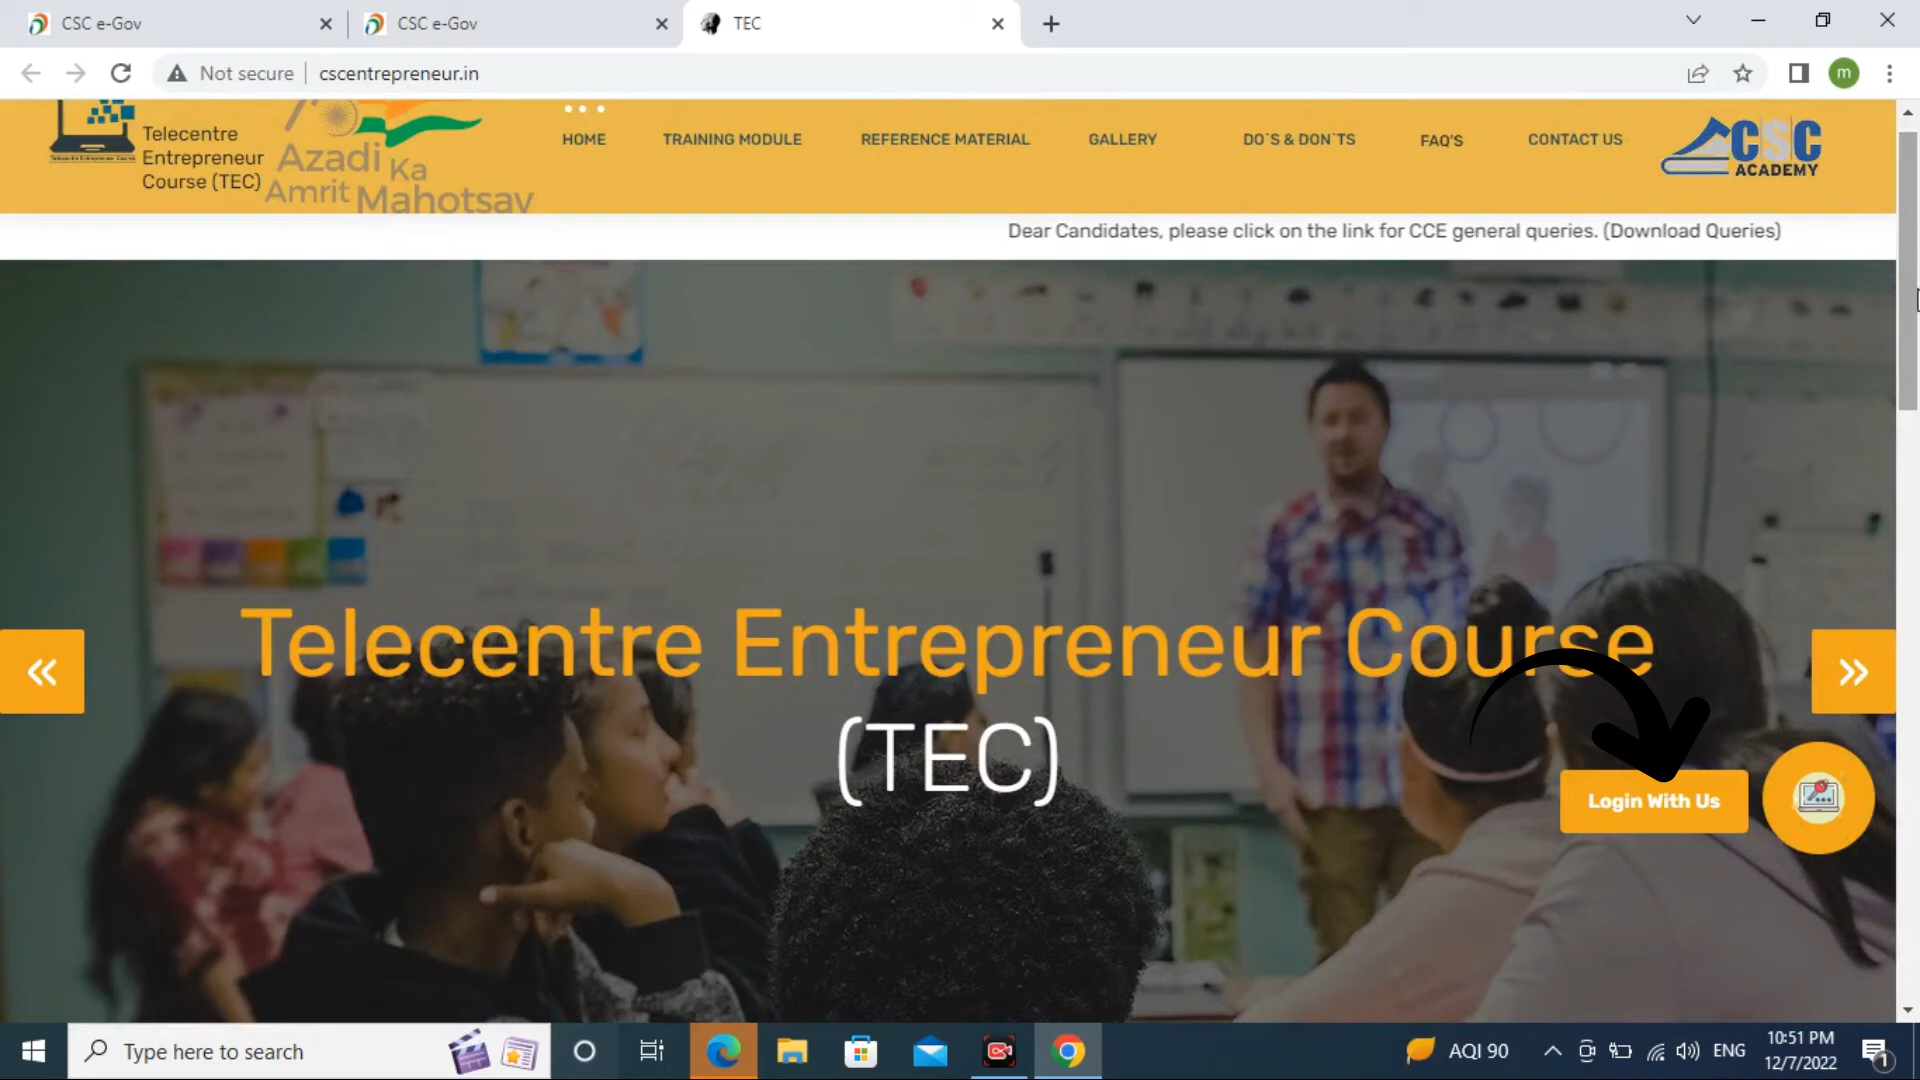 CSC e-Gov
CSC e-Gov
TEC
Not secure
cscentrepreneur.in
m
Telecentre
Entrepreneur
Course (TEC)
Azadi Ka
Amrit Mahotsav
HOME
TRAINING MODULE
REFERENCE MATERIAL
GALLERY
DO`S & DON`TS
FAQ'S
CONTACT US
CSC
ACADEMY
Dear Candidates, please click on the link for CCE general queries. (Download Queries)
Telecentre Entrepreneur Course
(TEC)
Login With Us
Type here to search
AQI 90
ENG
10:51 PM
12/7/2022
1